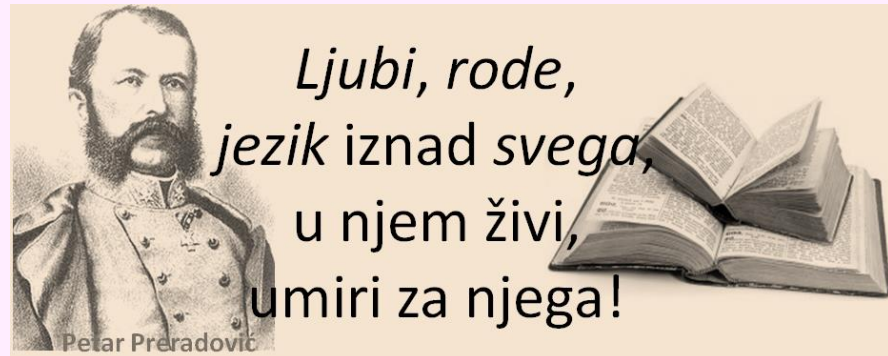 Ljubi, rode,
jezik iznad svega,
u njem živi,
umiri za njega!
Petar Preradović